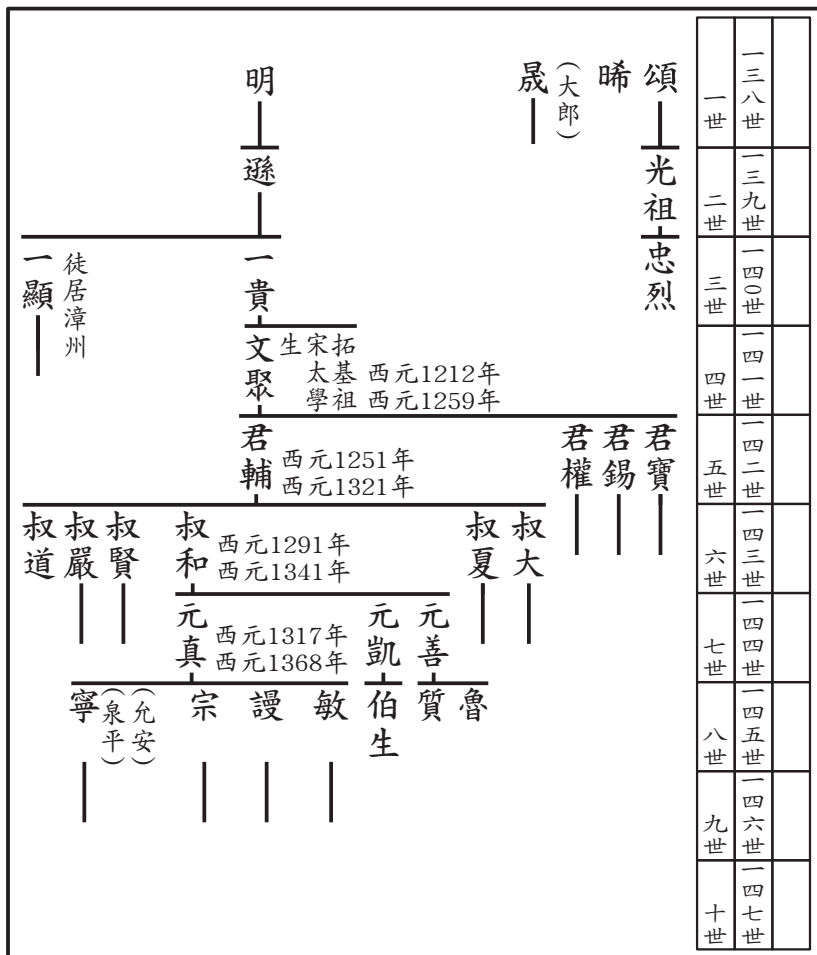 一三八世
一世
頌
晞
晟
(大郎)
明
一三九世
二世
光祖
遜
一四〇世
三世
忠烈
一貴
徒居漳州
一顯
一四一世
四世
文聚
拓基祖
宋太學
生
西元1212年
西元1259年
一四二世
五世
君寶
君錫
君權
君輔
西元1251年
西元1321年
一四三世
六世
叔大
叔夏
叔和
西元1291年
西元1341年
叔賢
叔嚴
叔道
一四四世
七世
元善
元凱
元真
西元1317年
西元1368年
一四五世
八世
魯
質
伯生
敏
謾
宗
(允安)
(泉平)
寧
一四六世
九世
一四七世
十世